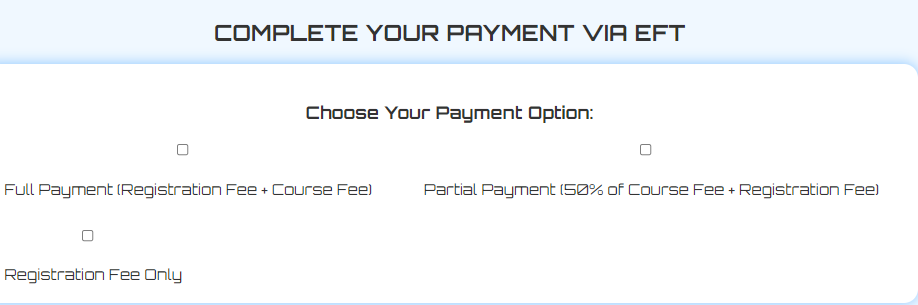 COMPLETE YOUR PAYMENT VIA EFT
Choose Your Payment Option:
Full Payment (Registration Fee + Course Fee)
Partial Payment (50% of Course Fee + Registration Fee)
Registration Fee Only